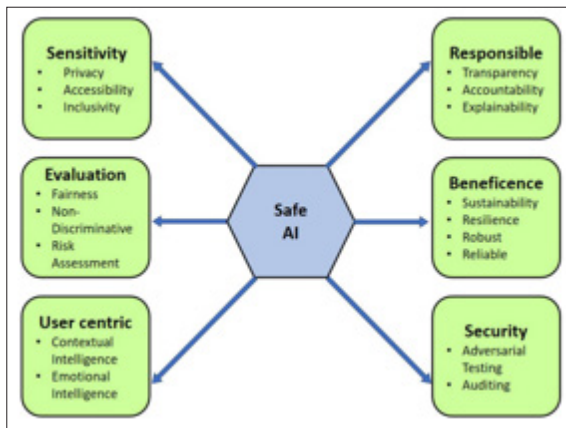 Sensitivity
• Privacy
• Accessibility
• Inclusivity
Responsible
• Transparency
• Accountability
• Explainability
Evaluation
• Fairness
• Non-
Discriminative
• Risk
Assessment
Safe
AI
Beneficence
• Sustainability
• Resilience
• Robust
• Reliable
User centric
• Contextual
Intelligence
• Emotional
Intelligence
Security
• Adversarial
Testing
• Auditing